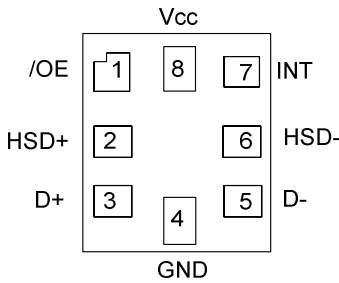 Vcc
/OE 1 8 7 INT
HSD+ 2 6 HSD-
D+ 3 4 5 D-
GND